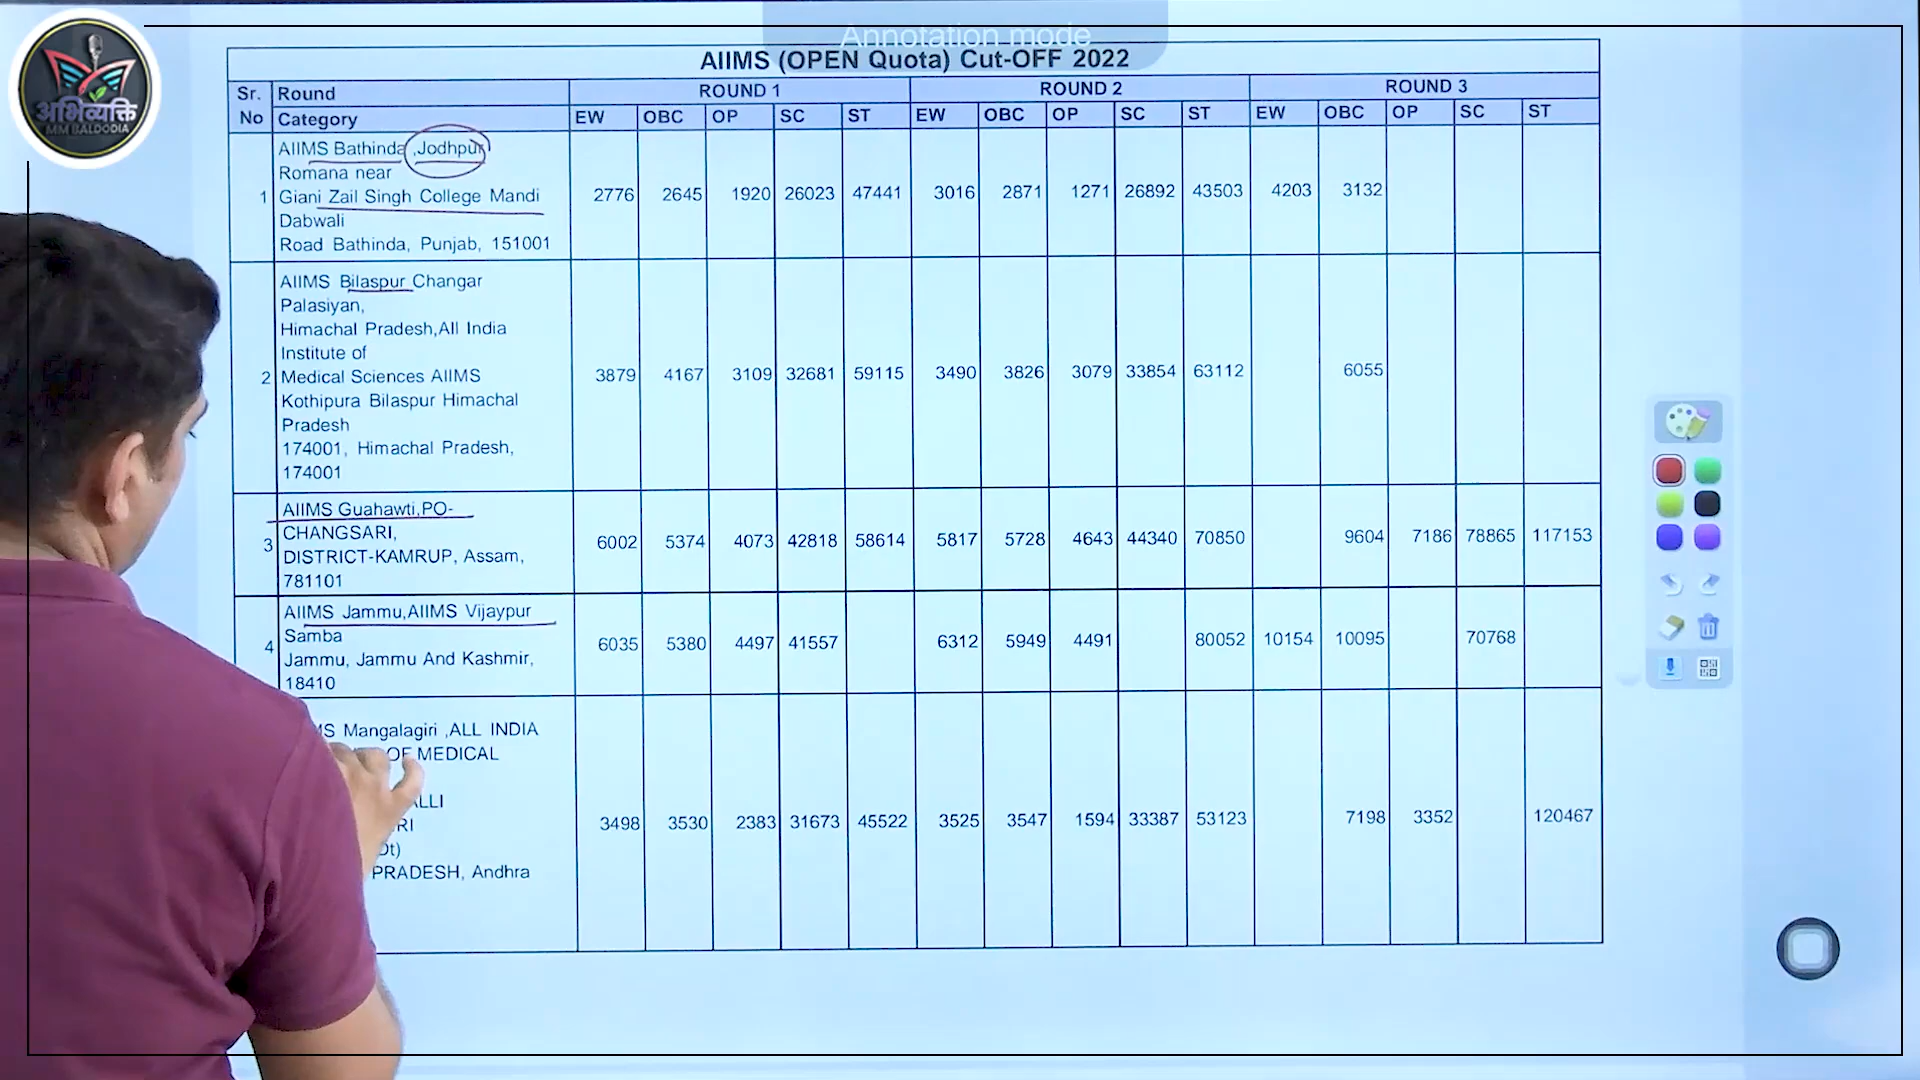 अभिव्यक्ति
MM BALDODIA
Annotation mode
AIIMS (OPEN Quota) Cut-OFF 2022
Sr. Round ROUND 1 ROUND 2 ROUND 3
No Category EW OBC OP SC ST EW OBC OP SC ST EW OBC OP SC ST
AIIMS Bathinda ,Jodhpur
Romana near
1 Giani Zail Singh College Mandi 2776 2645 1920 26023 47441 3016 2871 1271 26892 43503 4203 3132
Dabwali
Road Bathinda, Punjab, 151001
AIIMS Bilaspur Changar
Palasiyan,
Himachal Pradesh,All India
Institute of
2 Medical Sciences AIIMS 3879 4167 3109 32681 59115 3490 3826 3079 33854 63112 6055
Kothipura Bilaspur Himachal
Pradesh
174001, Himachal Pradesh,
174001
AIIMS Guahawti,PO-
3 CHANGSARI, 6002 5374 4073 42818 58614 5817 5728 4643 44340 70850 9604 7186 78865 117153
DISTRICT-KAMRUP, Assam,
781101
AIIMS Jammu,AIIMS Vijaypur
4 Samba 6035 5380 4497 41557 6312 5949 4491 80052 10154 10095 70768
Jammu, Jammu And Kashmir,
18410
MS Mangalagiri ,ALL INDIA
OF MEDICAL
ALLI
RI 3498 3530 2383 31673 45522 3525 3547 1594 33387 53123 7198 3352 120467
Dt)
PRADESH, Andhra